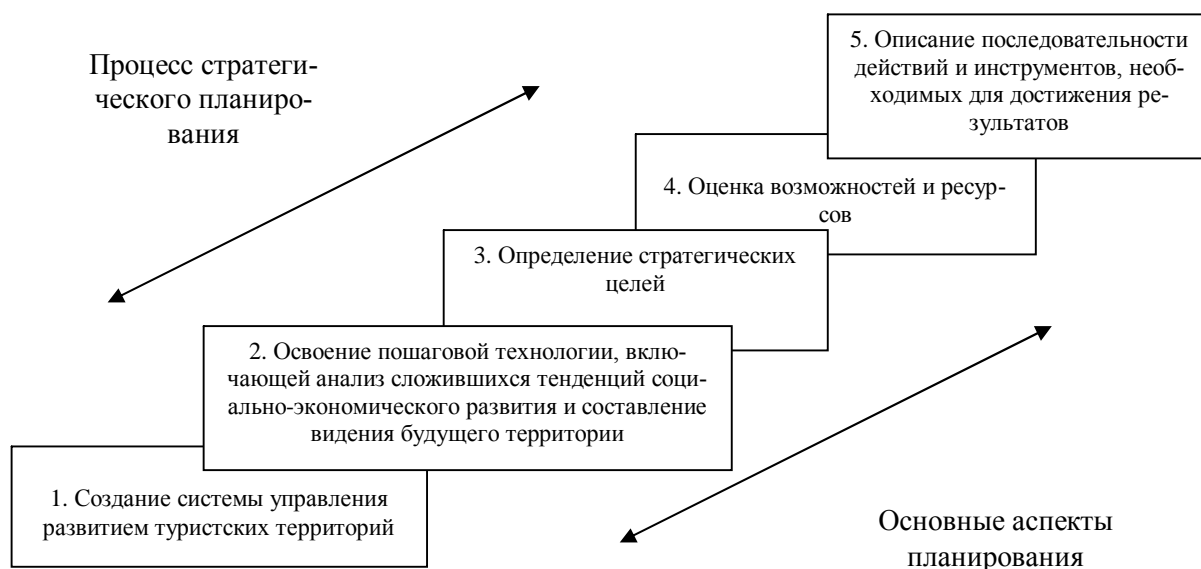 Процесс стратеги-
ческого планиро-
вания
5. Описание последовательности
действий и инструментов, необ-
ходимых для достижения ре-
зультатов
4. Оценка возможностей и ресур-
сов
3. Определение стратегических
целей
2. Освоение пошаговой технологии, вклю-
чающей анализ сложившихся тенденций соци-
ально-экономического развития и составление
видения будущего территории
1. Создание системы управления
развитием туристских территорий
Основные аспекты
планирования